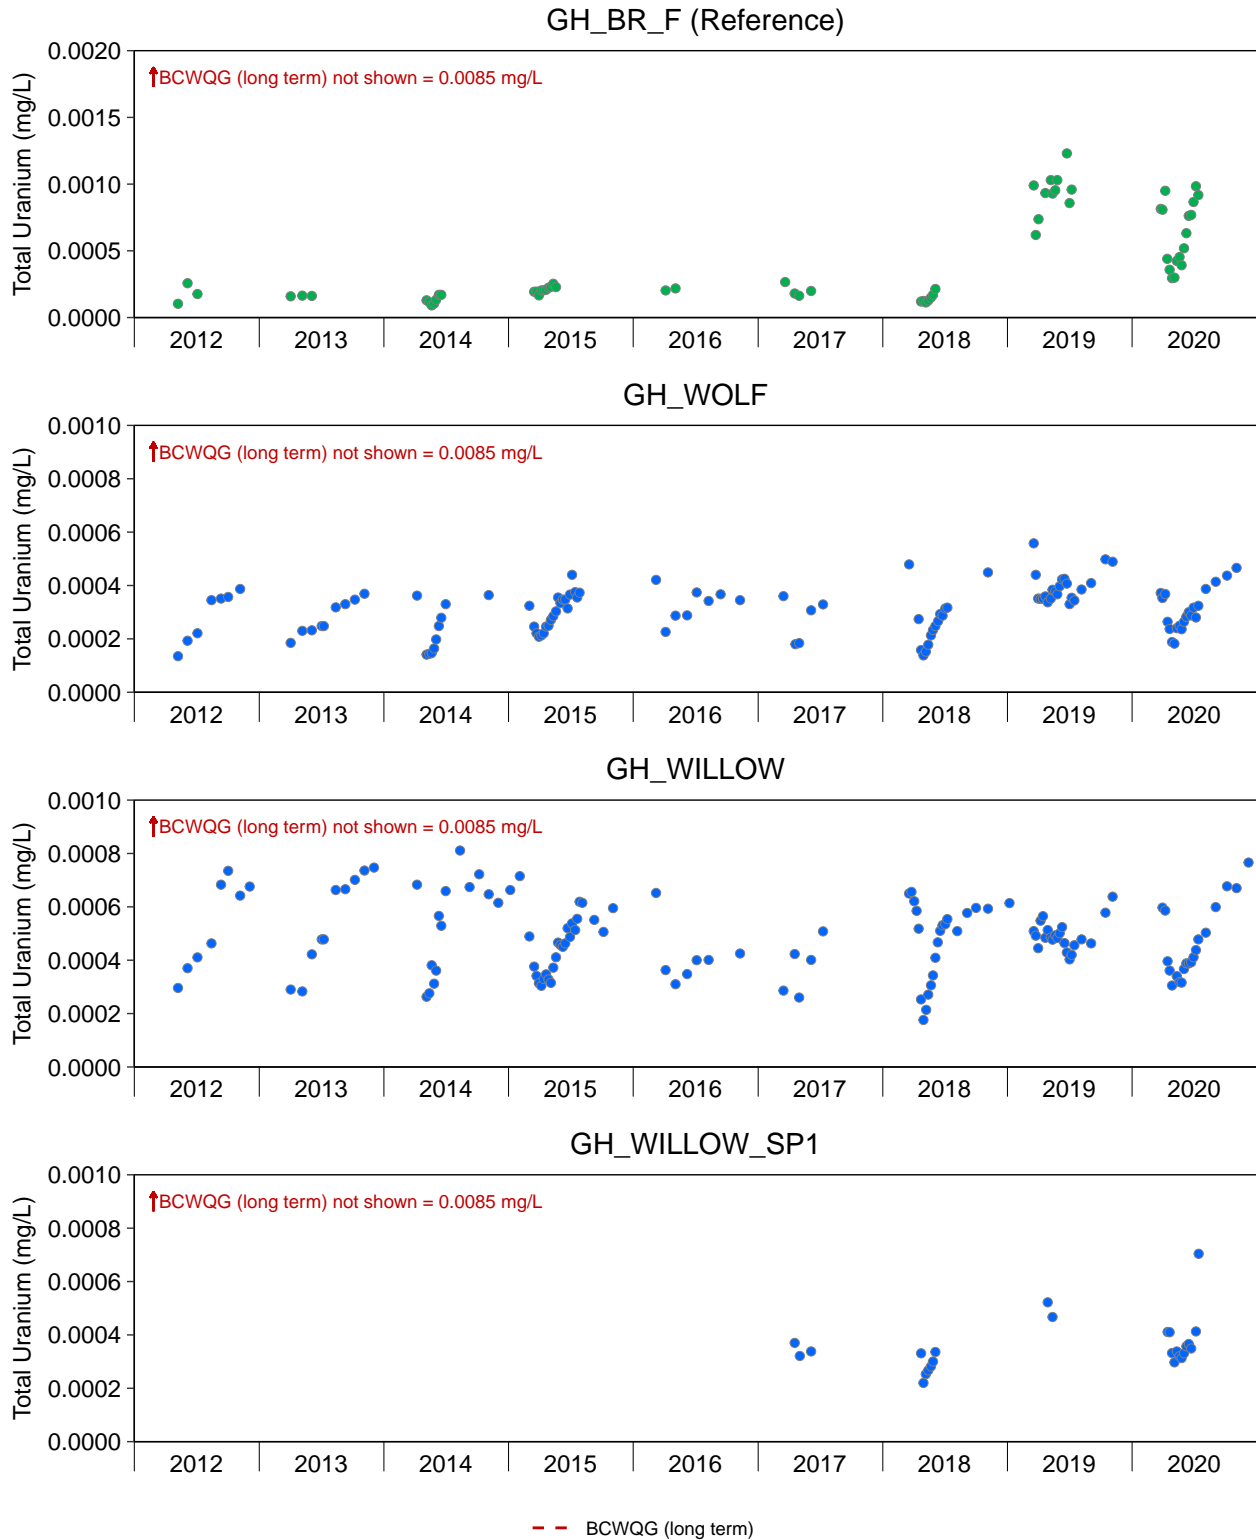 GH_BR_F (Reference)
Total Uranium (mg/L)
0.0020
0.0015
0.0010
0.0005
0.0000
BCWQG (long term) not shown = 0.0085 mg/L
2012 2013 2014 2015 2016 2017 2018 2019 2020
GH_WOLF
Total Uranium (mg/L)
0.0010
0.0008
0.0006
0.0004
0.0002
0.0000
BCWQG (long term) not shown = 0.0085 mg/L
2012 2013 2014 2015 2016 2017 2018 2019 2020
GH_WILLOW
Total Uranium (mg/L)
0.0010
0.0008
0.0006
0.0004
0.0002
0.0000
BCWQG (long term) not shown = 0.0085 mg/L
2012 2013 2014 2015 2016 2017 2018 2019 2020
GH_WILLOW_SP1
Total Uranium (mg/L)
0.0010
0.0008
0.0006
0.0004
0.0002
0.0000
BCWQG (long term) not shown = 0.0085 mg/L
2012 2013 2014 2015 2016 2017 2018 2019 2020
BCWQG (long term)